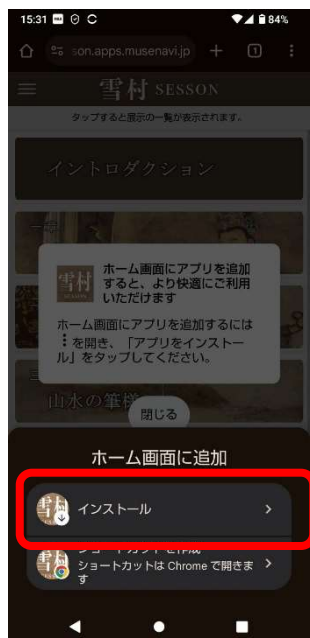 15:31 84%
son.apps.musenavi.jp 1
雪村 SESSON
タップすると展示の一覧が表示されます。
イントロダクション
雪村
SESSON
ホーム画面にアプリを追加
すると、より快適にご利用
いただけます
ホーム画面にアプリを追加するには
⋮を開き、「アプリをインストー
ル」をタップしてください。
山水の筆様
閉じる
ホーム画面に追加
インストール
ショートカットを作成
ショートカットは Chrome で開きま
す